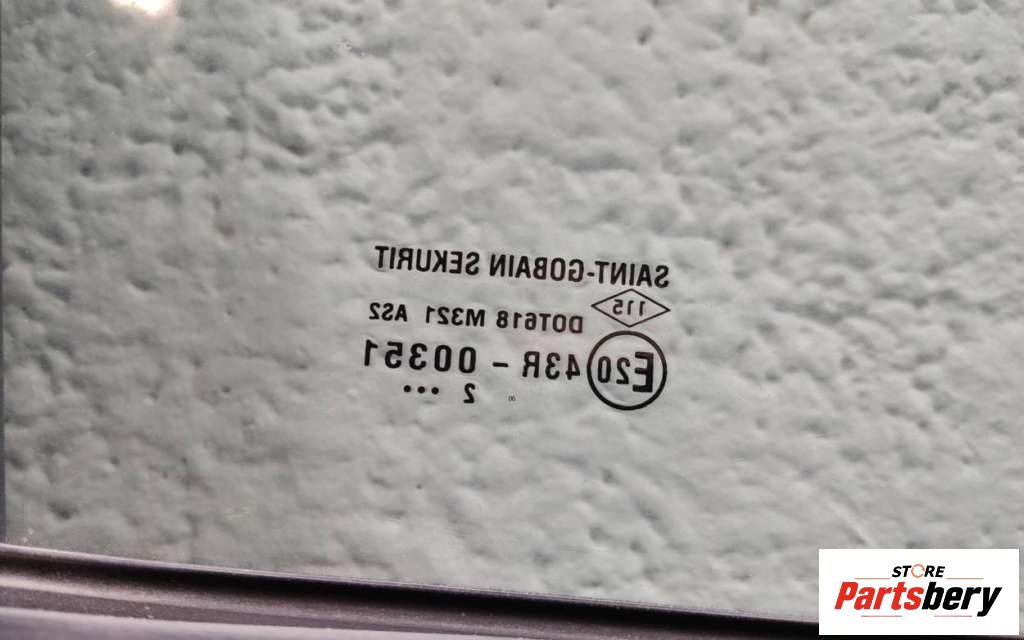 SAINT-GOBAIN SEKURIT
115
DOT618 M321 AS2
E20 43R - 00351
2 •••
STORE
Partsbery